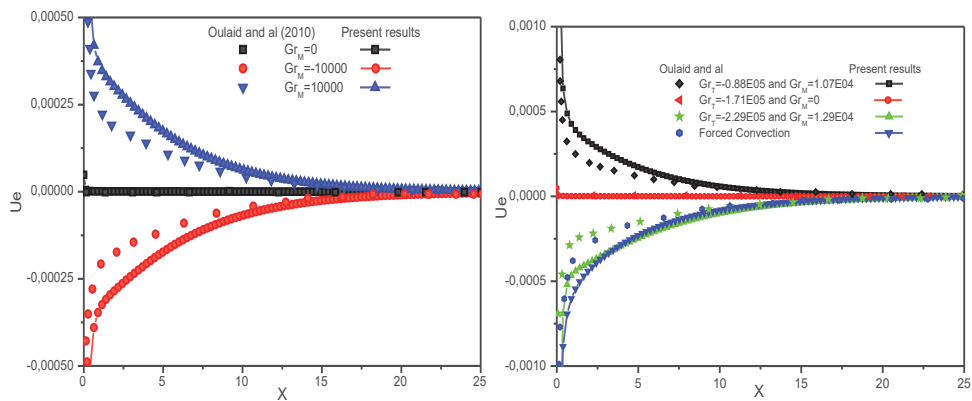 0,00050
0,00025
0,00000
-0,00025
-0,00050
Ue
0
5
10
15
20
25
X
Oulaid and al (2010) Present results
Gr_M=0
Gr_M=-10000
Gr_M=10000
0,0010
0,0005
0,0000
-0,0005
-0,0010
Ue
0
5
10
15
20
25
X
Oulaid and al Present results
Gr_T=-0.88E05 and Gr_M=1.07E04
Gr_T=-1.71E05 and Gr_M=0
Gr_T=-2.29E05 and Gr_M=1.29E04
Forced Convection